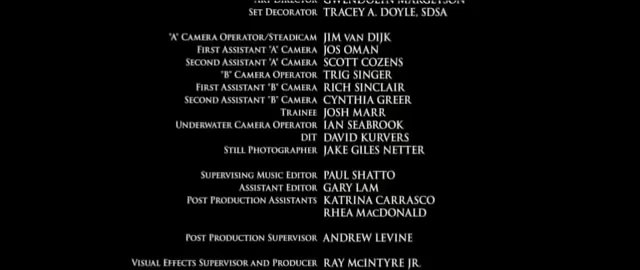 ART DIRECTOR GWENDOLYN MARGETSON
SET DECORATOR TRACEY A. DOYLE, SDSA
"A" CAMERA OPERATOR/STEADICAM JIM VAN DIJK
FIRST ASSISTANT "A" CAMERA JOS OMAN
SECOND ASSISTANT "A" CAMERA SCOTT COZENS
"B" CAMERA OPERATOR TRIG SINGER
FIRST ASSISTANT "B" CAMERA RICH SINCLAIR
SECOND ASSISTANT "B" CAMERA CYNTHIA GREER
TRAINEE JOSH MARR
UNDERWATER CAMERA OPERATOR IAN SEABROOK
DIT DAVID KURVERS
STILL PHOTOGRAPHER JAKE GILES NETTER
SUPERVISING MUSIC EDITOR PAUL SHATTO
ASSISTANT EDITOR GARY LAM
POST PRODUCTION ASSISTANTS KATRINA CARRASCO
RHEA MACDONALD
POST PRODUCTION SUPERVISOR ANDREW LEVINE
VISUAL EFFECTS SUPERVISOR AND PRODUCER RAY MCINTYRE JR.